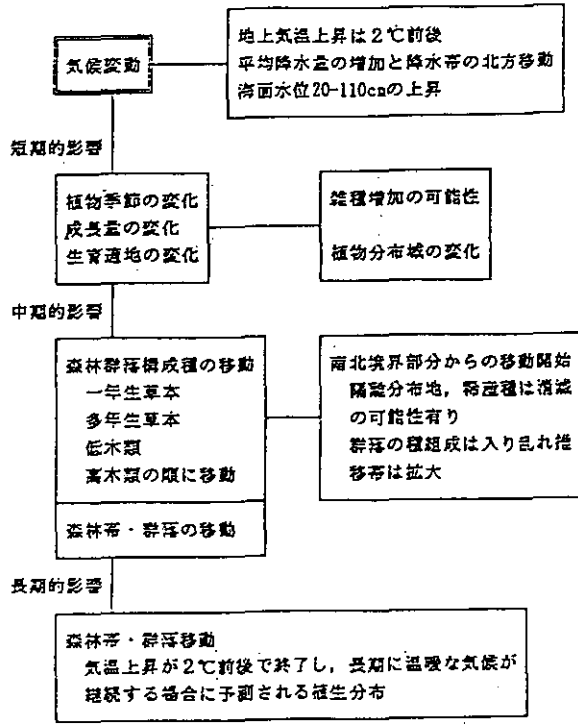 気候変動
地上気温上昇は2℃前後
平均降水量の増加と降水帯の北方移動
海面水位20-110cmの上昇
短期的影響
植物季節の変化
成長量の変化
生育適地の変化
雑種増加の可能性
植物分布域の変化
中期的影響
森林群落構成種の移動
一年生草本
多年生草本
低木類
高木類の順に移動
森林帯・群落の移動
南北境界部分からの移動開始
隔離分布地，特産種は消滅
の可能性有り
群落の種組成は入り乱れ推
移帯は拡大
長期的影響
森林帯・群落移動
気温上昇が2℃前後で終了し，長期に温暖な気候が
継続する場合に予測される植生分布